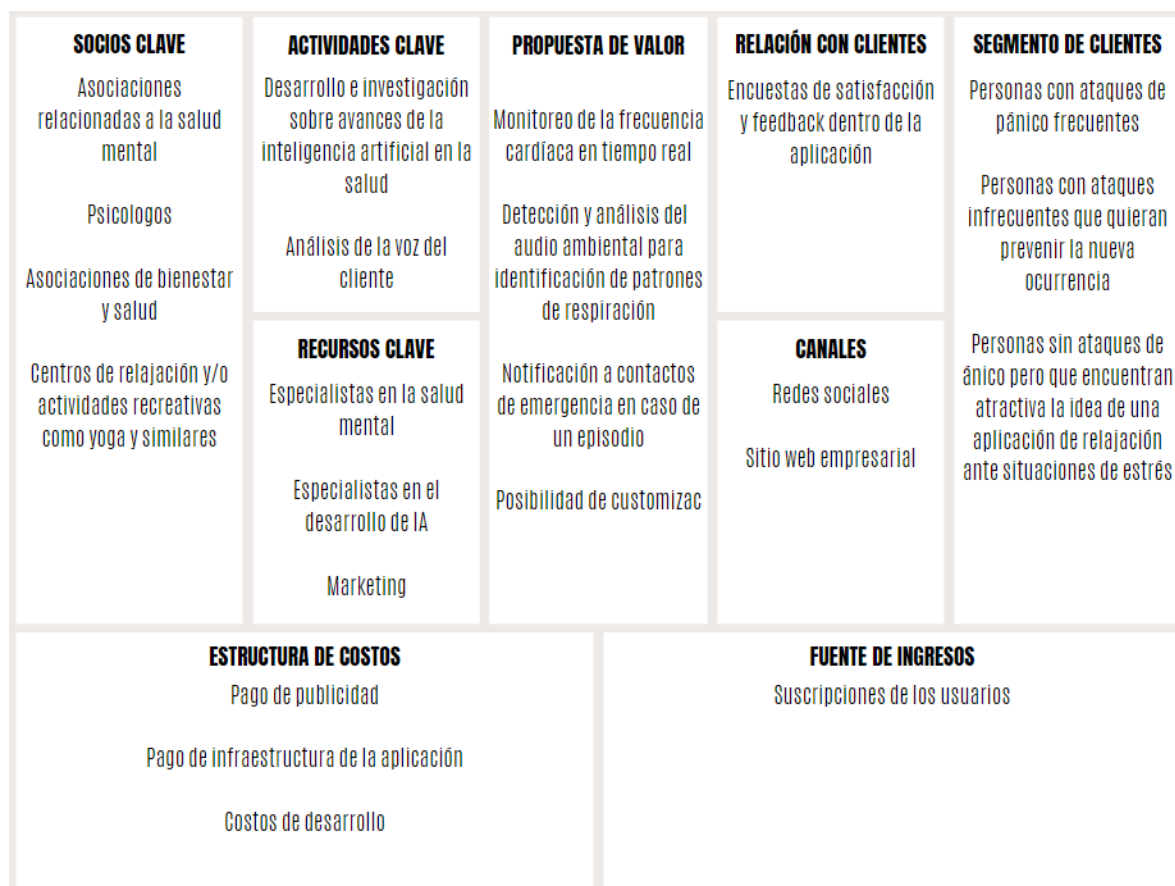 SOCIOS CLAVE
Asociaciones
relacionadas a la salud
mental
Psicologos
Asociaciones de bienestar
y salud
Centros de relajación y/o
actividades recreativas
como yoga y similares
ACTIVIDADES CLAVE
Desarrollo e investigación
sobre avances de la
inteligencia artificial en la
salud
Análisis de la voz del
cliente
RECURSOS CLAVE
Especialistas en la salud
mental
Especialistas en el
desarrollo de IA
Marketing
PROPUESTA DE VALOR
Monitoreo de la frecuencia
cardíaca en tiempo real
Detección y análisis del
audio ambiental para
identificación de patrones
de respiración
Notificación a contactos
de emergencia en caso de
un episodio
Posibilidad de customizac
RELACIÓN CON CLIENTES
Encuestas de satisfacción
y feedback dentro de la
aplicación
CANALES
Redes sociales
Sitio web empresarial
SEGMENTO DE CLIENTES
Personas con ataques de
pánico frecuentes
Personas con ataques
infrecuentes que quieran
prevenir la nueva
ocurrencia
Personas sin ataques de
ánico pero que encuentran
atractiva la idea de una
aplicación de relajación
ante situaciones de estrés
ESTRUCTURA DE COSTOS
Pago de publicidad
Pago de infraestructura de la aplicación
Costos de desarrollo
FUENTE DE INGRESOS
Suscripciones de los usuarios